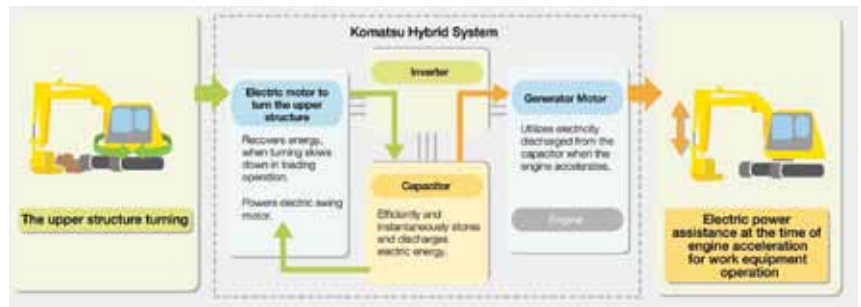 Komatsu Hybrid System
The upper structure turning
Electric motor to
turn the upper
structure
Recovers energy,
when turning slows
down in loading
operation.
Powers electric swing
motor.
Inverter
Capacitor
Efficiently and
instantaneously stores
and discharges
electric energy.
Generator Motor
Utilizes electricity
discharged from the
capacitor when the
engine accelerates.
Engine
Electric power
assistance at the time of
engine acceleration
for work equipment
operation